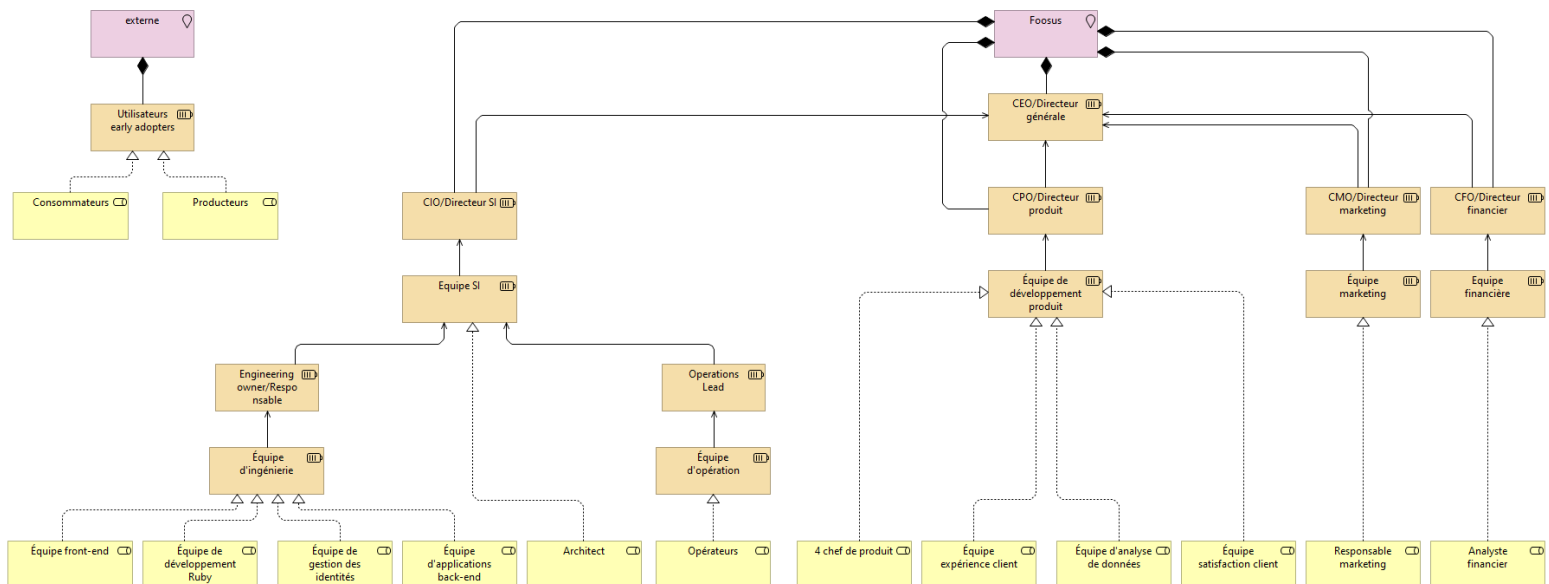 externe
Foosus
Utilisateurs
early adopters
CEO/Directeur
générale
Consommateurs
Producteurs
CIO/Directeur SI
CPO/Directeur
produit
CMO/Directeur
marketing
CFO/Directeur
financier
Equipe SI
Équipe de
développement
produit
Équipe
marketing
Equipe
financière
Engineering
owner/Respo
nsable
Operations
Lead
Équipe
d'ingénierie
Équipe
d'opération
Équipe front-end
Équipe de
développement
Ruby
Équipe de
gestion des
identités
Équipe
d'applications
back-end
Architect
Opérateurs
4 chef de produit
Équipe
expérience client
Équipe d'analyse
de données
Équipe
satisfaction client
Responsable
marketing
Analyste
financier